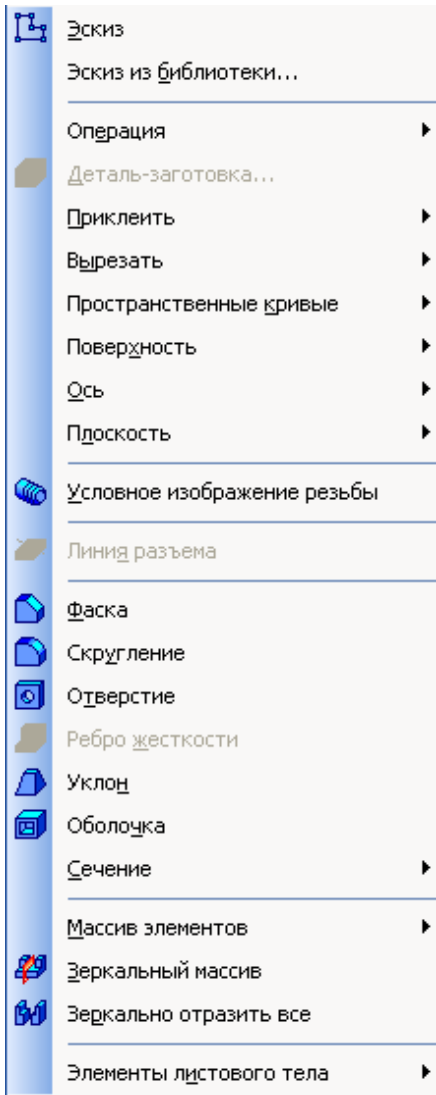 Эскиз
Эскиз из библиотеки...
Операция
Деталь-заготовка...
Приклеить
Вырезать
Пространственные кривые
Поверхность
Ось
Плоскость
Условное изображение резьбы
Линия разъема
Фаска
Скругление
Отверстие
Ребро жесткости
Уклон
Оболочка
Сечение
Массив элементов
Зеркальный массив
Зеркально отразить все
Элементы листового тела